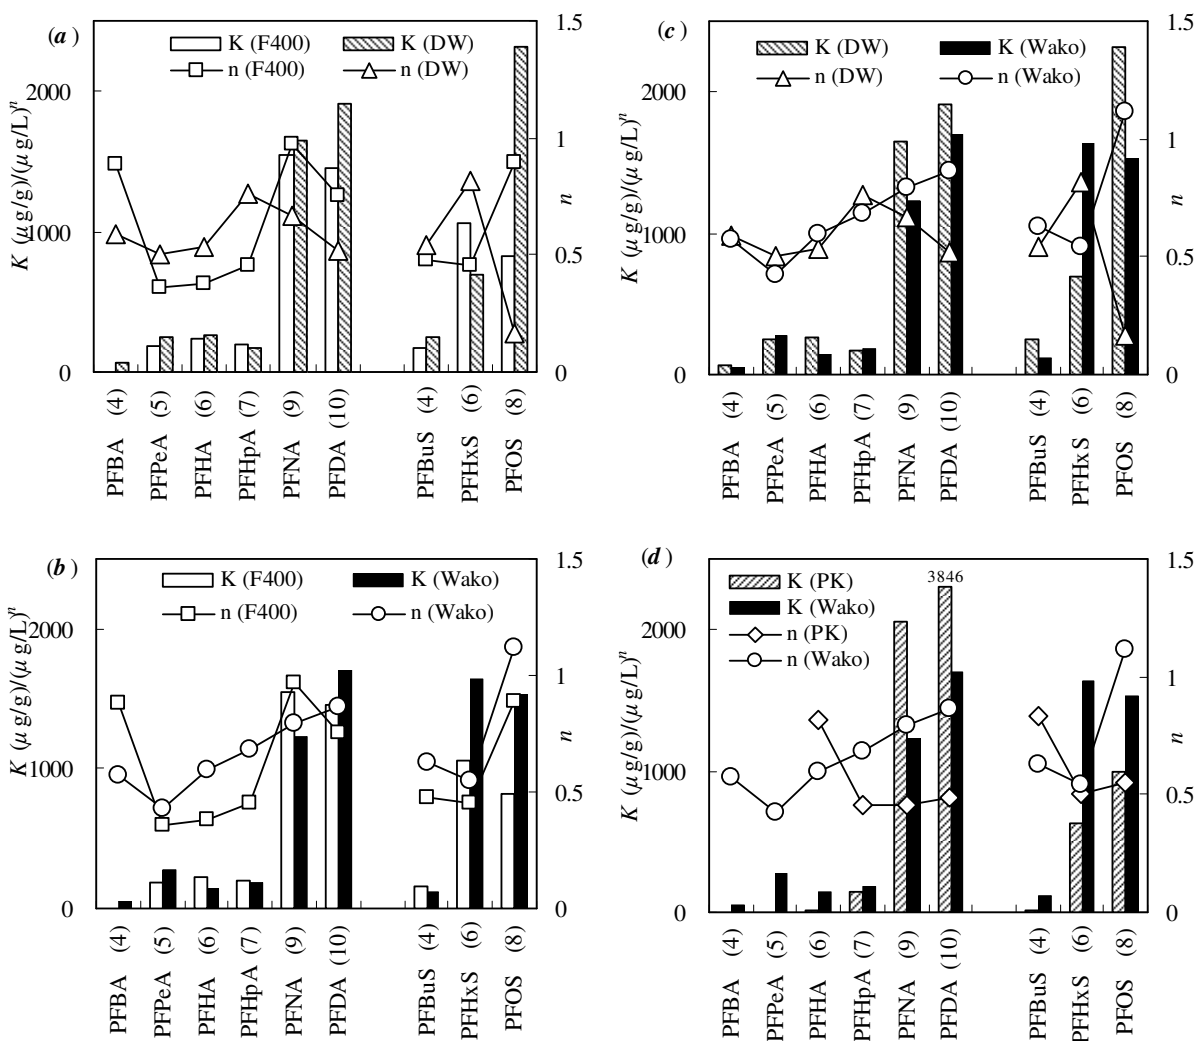 (a)
K (F400)
K (DW)
n (F400)
n (DW)
K (μg/g)/(μg/L)^n
2000
1000
0
1.5
1
0.5
0
n
PFBA (4)
PFPeA (5)
PFHA (6)
PFHpA (7)
PFNA (9)
PFDA (10)
PFBuS (4)
PFHxS (6)
PFOS (8)
(c)
K (DW)
K (Wako)
n (DW)
n (Wako)
K (μg/g)/(μg/L)^n
2000
1000
0
1.5
1
0.5
0
n
PFBA (4)
PFPeA (5)
PFHA (6)
PFHpA (7)
PFNA (9)
PFDA (10)
PFBuS (4)
PFHxS (6)
PFOS (8)
(b)
K (F400)
K (Wako)
n (F400)
n (Wako)
K (μg/g)/(μg/L)^n
2000
1000
0
1.5
1
0.5
0
n
PFBA (4)
PFPeA (5)
PFHA (6)
PFHpA (7)
PFNA (9)
PFDA (10)
PFBuS (4)
PFHxS (6)
PFOS (8)
(d)
K (PK)
K (Wako)
n (PK)
n (Wako)
3846
K (μg/g)/(μg/L)^n
2000
1000
0
1.5
1
0.5
0
n
PFBA (4)
PFPeA (5)
PFHA (6)
PFHpA (7)
PFNA (9)
PFDA (10)
PFBuS (4)
PFHxS (6)
PFOS (8)